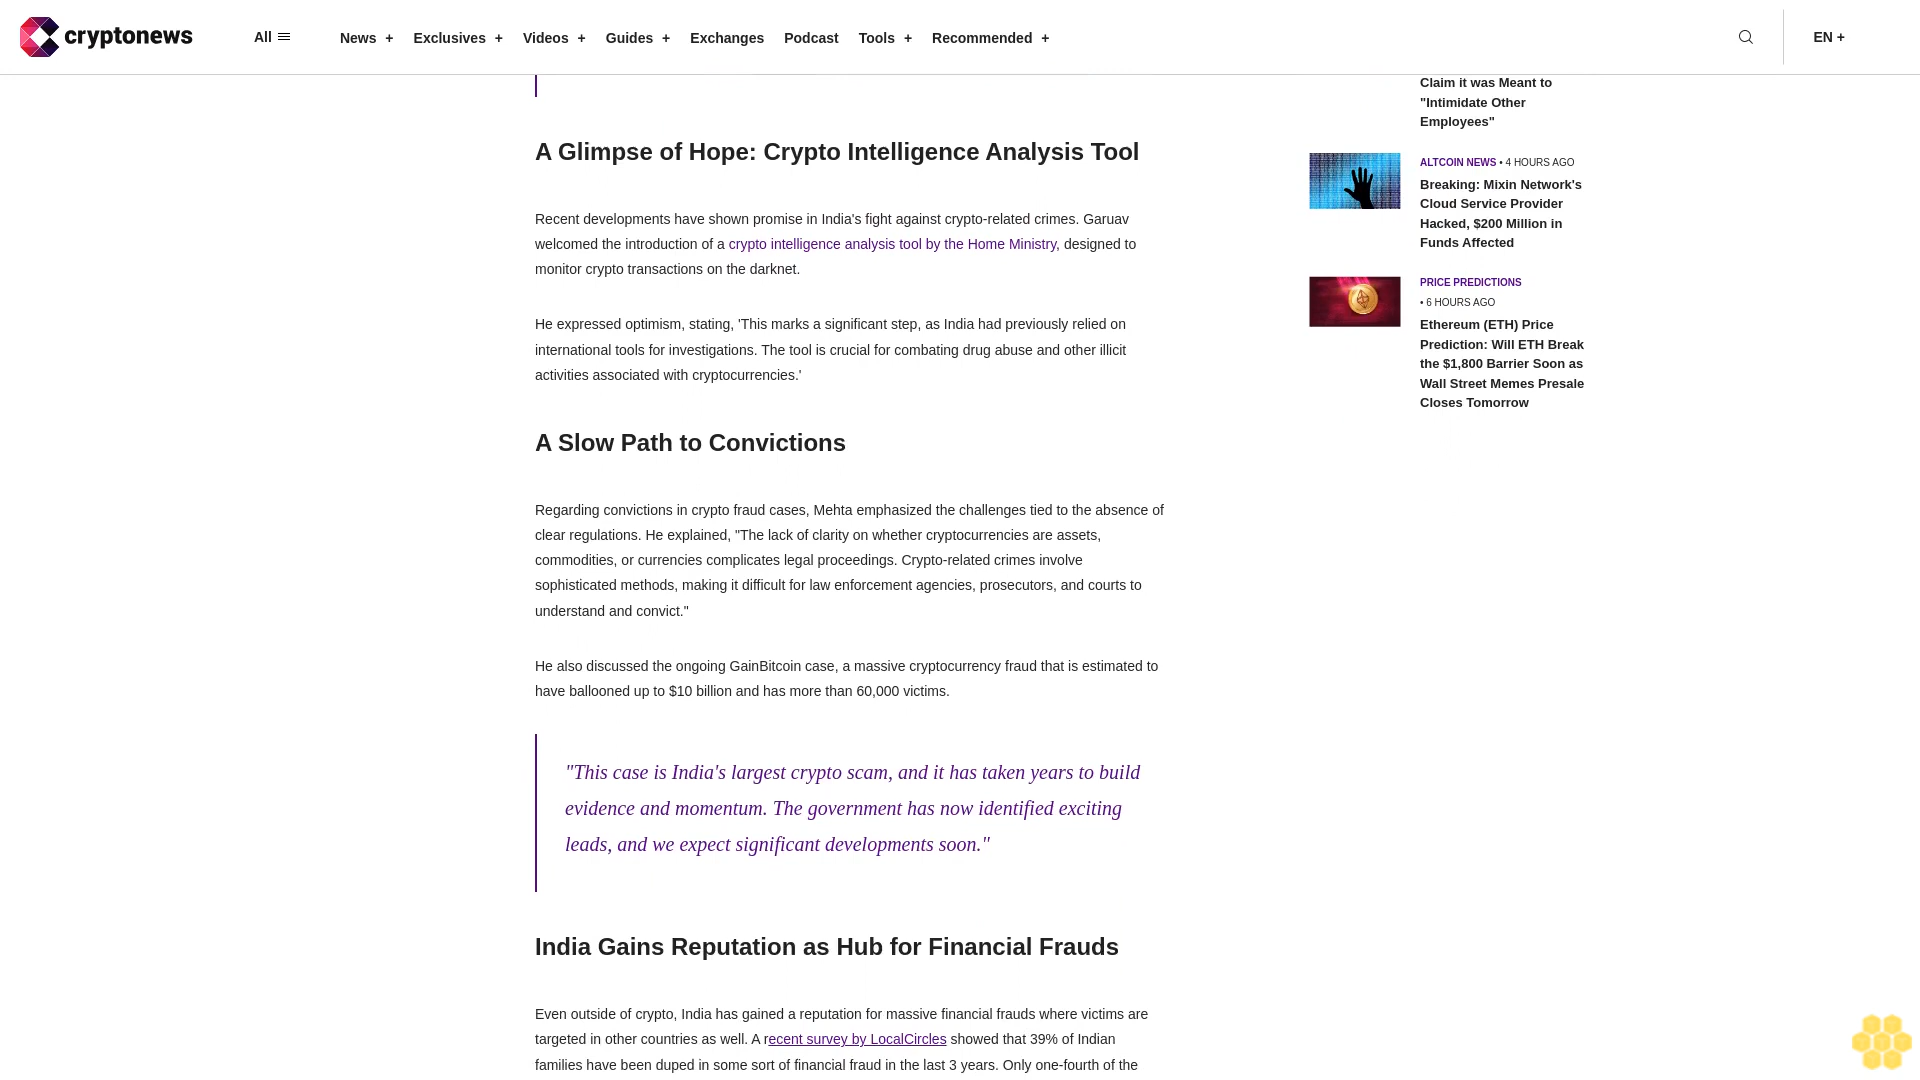 cryptonews
All
News + Exclusives + Videos + Guides + Exchanges Podcast Tools + Recommended +
EN +
A Glimpse of Hope: Crypto Intelligence Analysis Tool
Recent developments have shown promise in India's fight against crypto-related crimes. Garuav
welcomed the introduction of a crypto intelligence analysis tool by the Home Ministry, designed to
monitor crypto transactions on the darknet.
He expressed optimism, stating, 'This marks a significant step, as India had previously relied on
international tools for investigations. The tool is crucial for combating drug abuse and other illicit
activities associated with cryptocurrencies.'
A Slow Path to Convictions
Regarding convictions in crypto fraud cases, Mehta emphasized the challenges tied to the absence of
clear regulations. He explained, "The lack of clarity on whether cryptocurrencies are assets,
commodities, or currencies complicates legal proceedings. Crypto-related crimes involve
sophisticated methods, making it difficult for law enforcement agencies, prosecutors, and courts to
understand and convict."
He also discussed the ongoing GainBitcoin case, a massive cryptocurrency fraud that is estimated to
have ballooned up to $10 billion and has more than 60,000 victims.
"This case is India's largest crypto scam, and it has taken years to build
evidence and momentum. The government has now identified exciting
leads, and we expect significant developments soon."
India Gains Reputation as Hub for Financial Frauds
Even outside of crypto, India has gained a reputation for massive financial frauds where victims are
targeted in other countries as well. A recent survey by LocalCircles showed that 39% of Indian
families have been duped in some sort of financial fraud in the last 3 years. Only one-fourth of the
Claim it was Meant to
"Intimidate Other
Employees"
ALTCOIN NEWS • 4 HOURS AGO
Breaking: Mixin Network's
Cloud Service Provider
Hacked, $200 Million in
Funds Affected
PRICE PREDICTIONS
• 6 HOURS AGO
Ethereum (ETH) Price
Prediction: Will ETH Break
the $1,800 Barrier Soon as
Wall Street Memes Presale
Closes Tomorrow